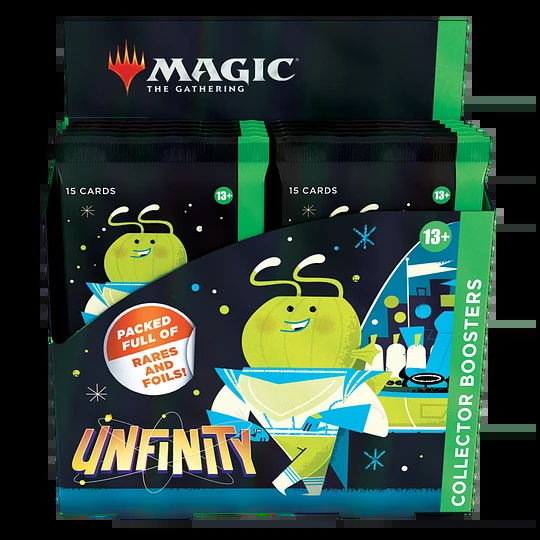 MAGIC
THE GATHERING
15 CARDS
13+
15 CARDS
13+
13+
PACKED
FULL OF
RARES
AND
FOILS!
UNFINITY
COLLECTOR BOOSTERS